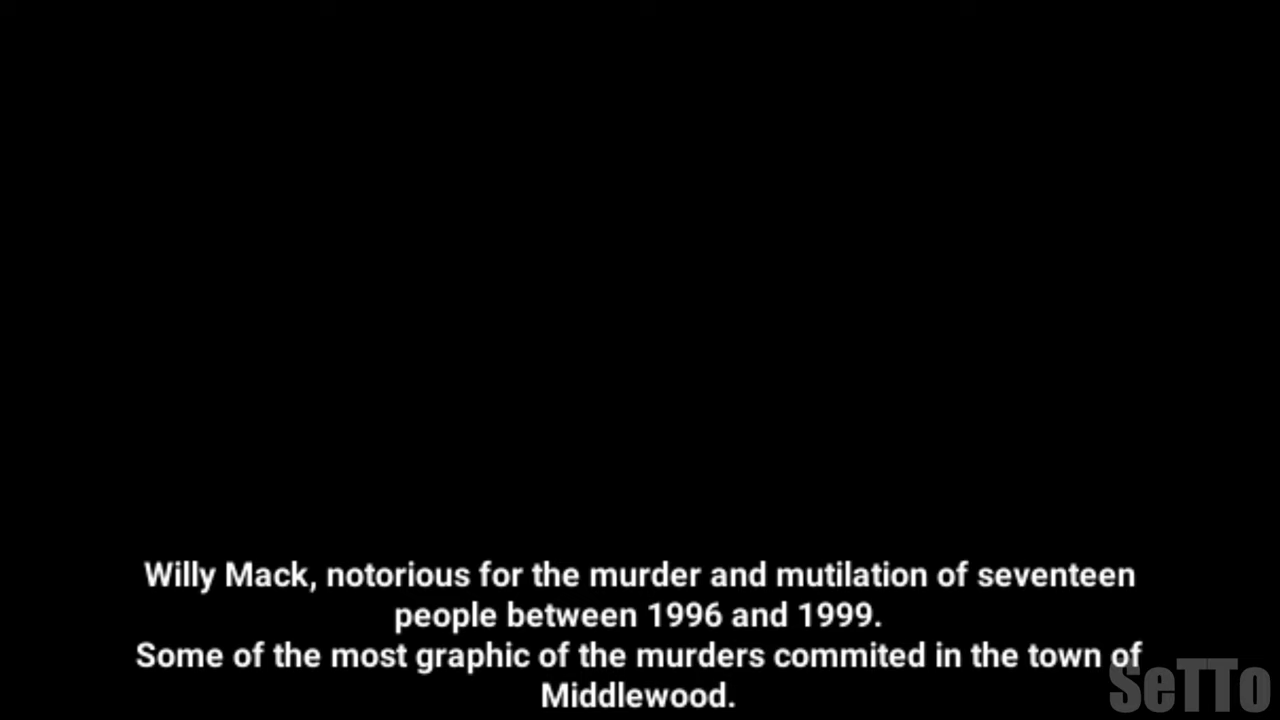 Willy Mack, notorious for the murder and mutilation of seventeen
people between 1996 and 1999.
Some of the most graphic of the murders commited in the town of
Middlewood.
SeTTo